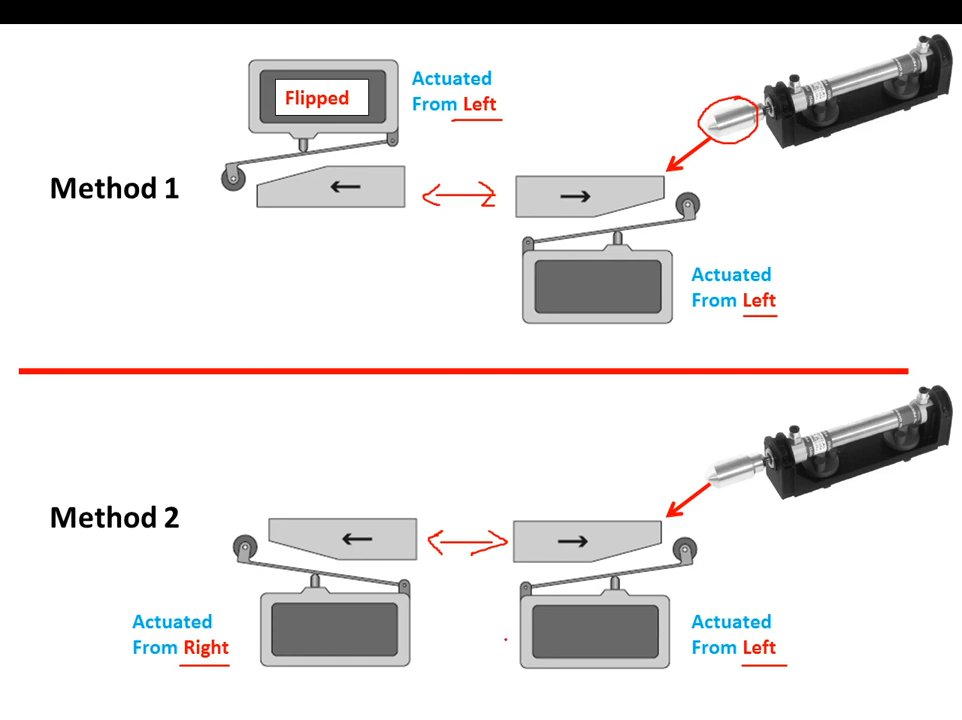 Flipped
Actuated
From Left
Method 1
Actuated
From Left
Method 2
Actuated
From Right
Actuated
From Left